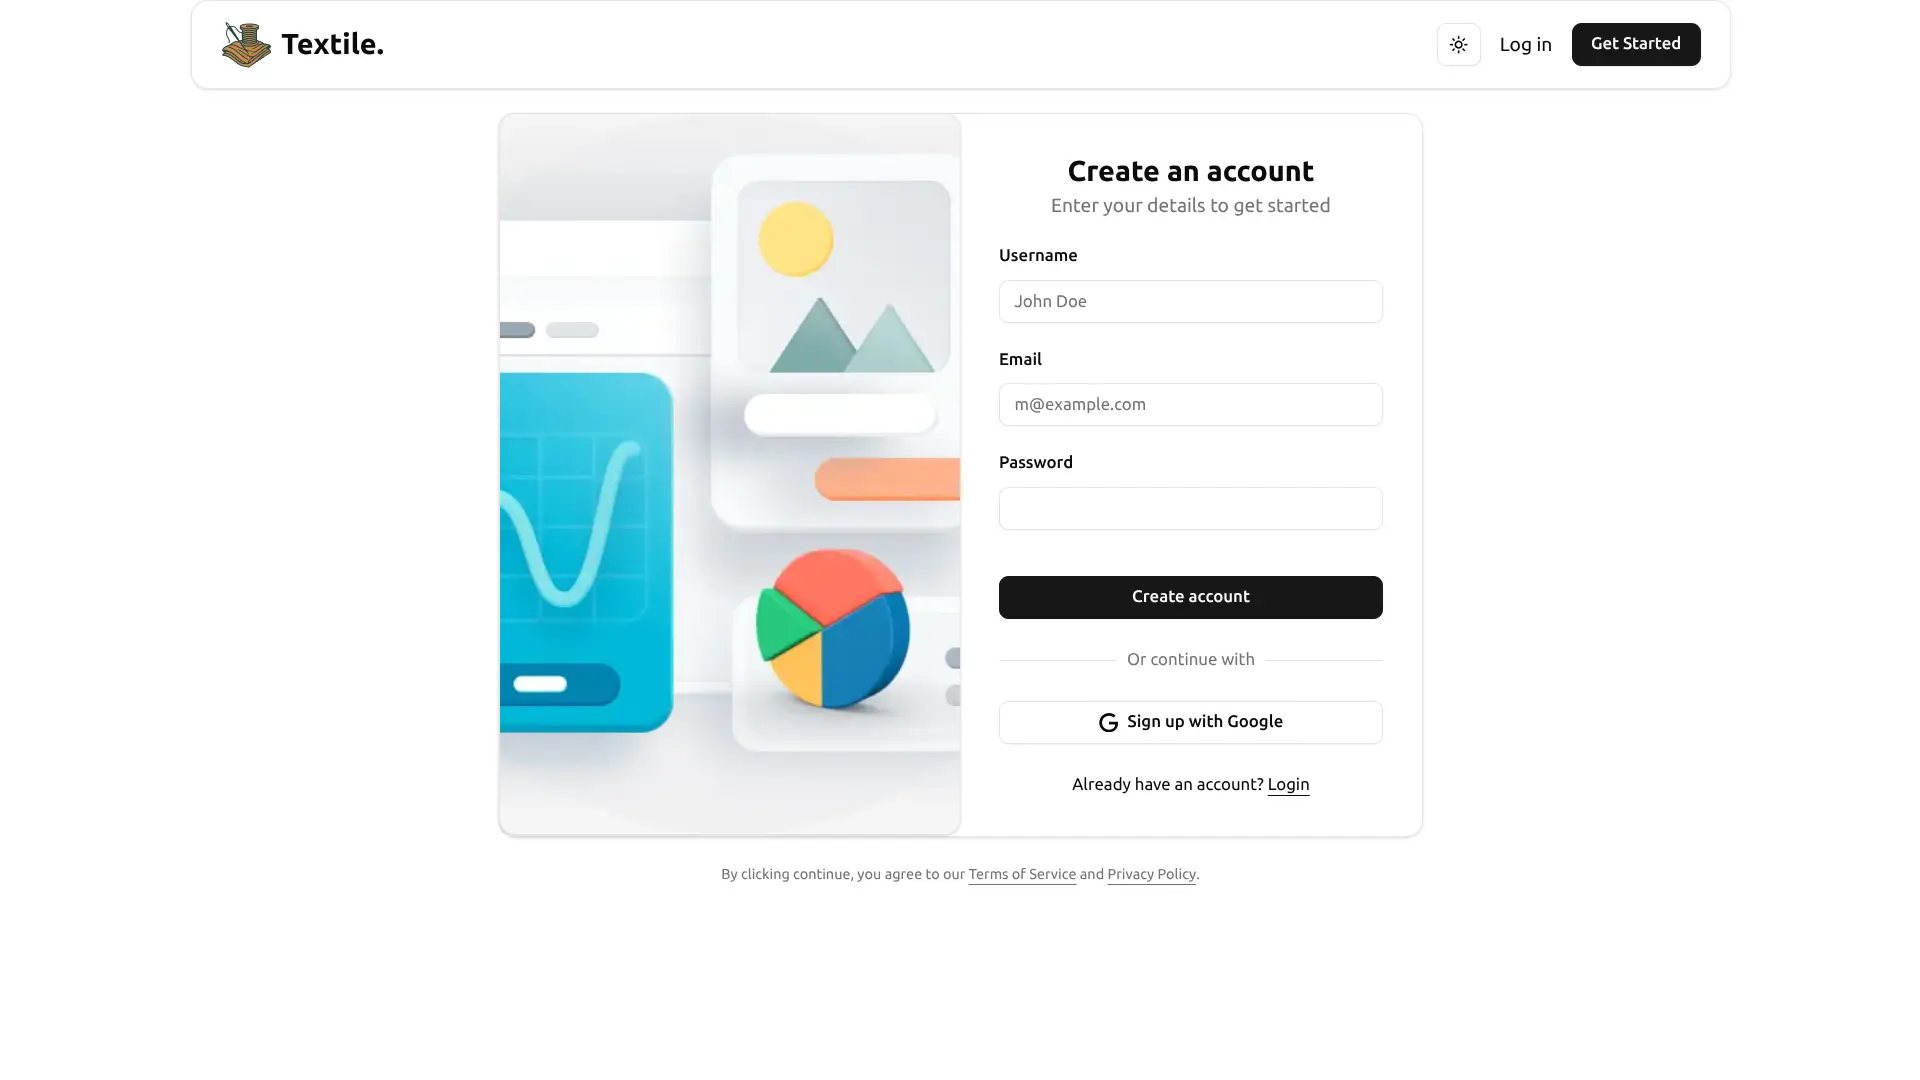 Textile.
Log in
Get Started
Create an account
Enter your details to get started
Username
John Doe
Email
m@example.com
Password
Create account
Or continue with
Sign up with Google
Already have an account? Login
By clicking continue, you agree to our Terms of Service and Privacy Policy.